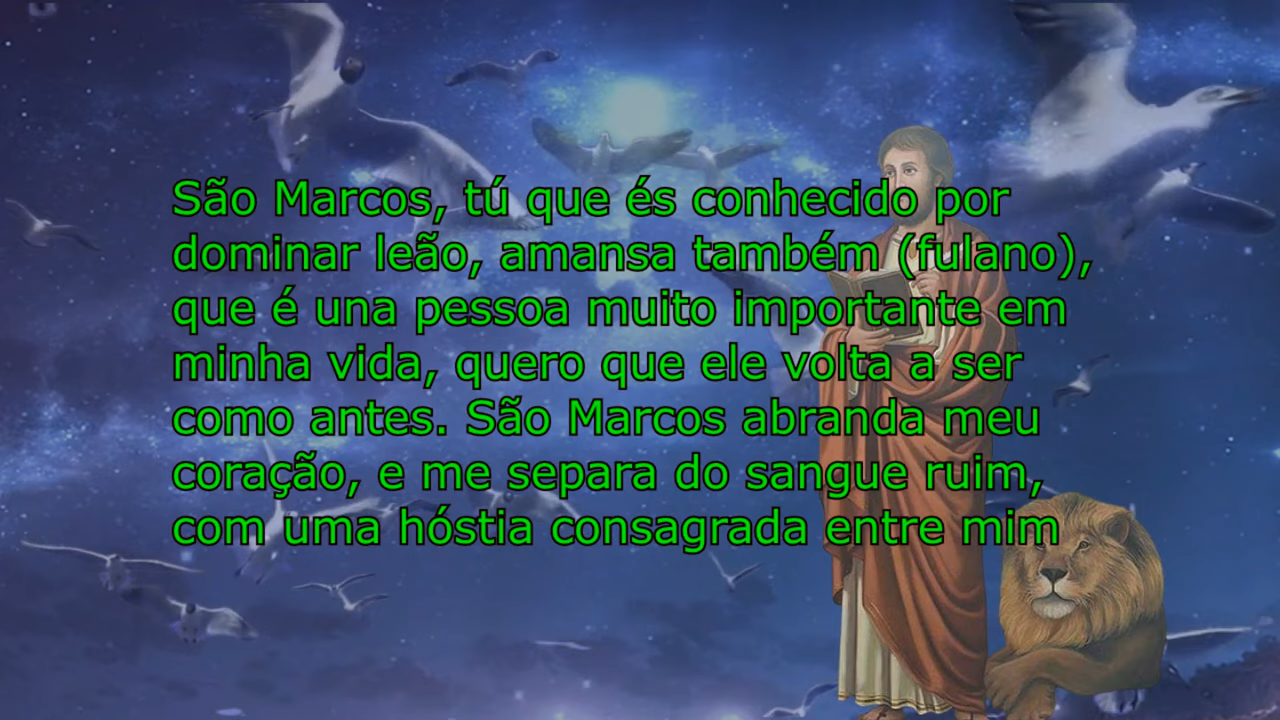 São Marcos, tú que és conhecido por
dominar leão, amansa também (fulano),
que é una pessoa muito importante em
minha vida, quero que ele volta a ser
como antes. São Marcos abranda meu
coração, e me separa do sangue ruim,
com uma hóstia consagrada entre mim